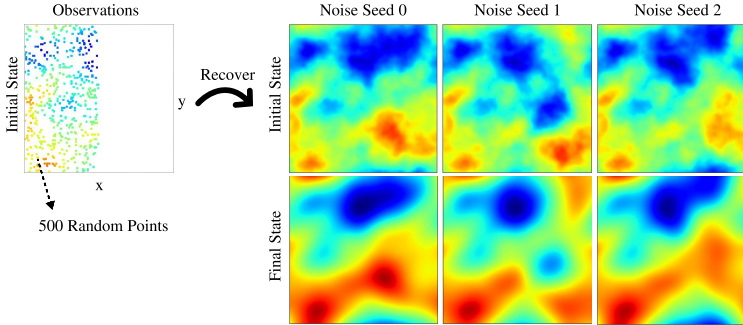 Observations
Noise Seed 0
Noise Seed 1
Noise Seed 2
Initial State
Recover
y
Initial State
x
500 Random Points
Final State